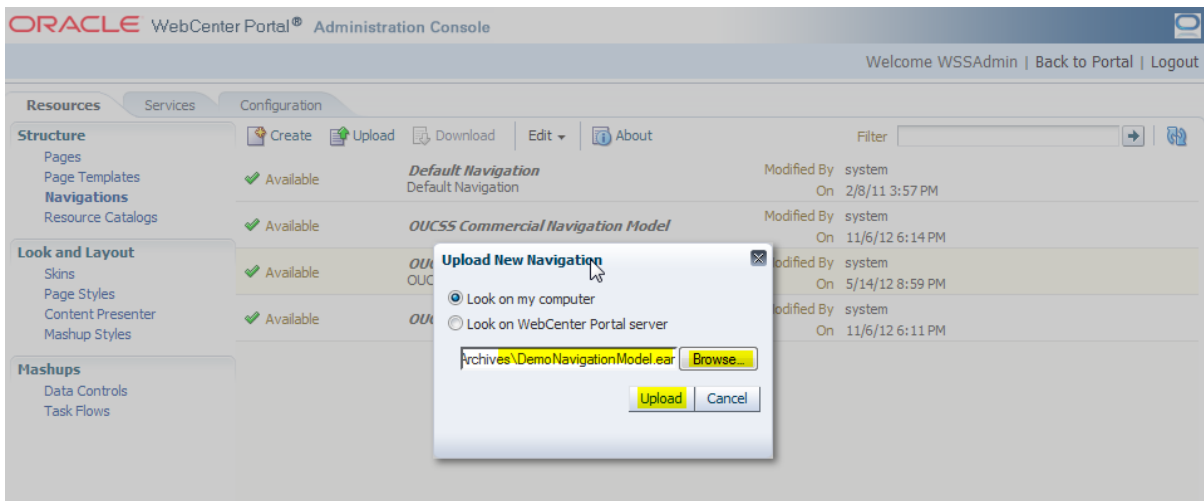 ORACLE WebCenter Portal® Administration Console
Welcome WSSAdmin | Back to Portal | Logout
Resources Services Configuration
Structure
Pages
Page Templates
Navigations
Resource Catalogs
Look and Layout
Skins
Page Styles
Content Presenter
Mashup Styles
Mashups
Data Controls
Task Flows
Create Upload Download Edit About Filter
Available Default Navigation Modified By system
Default Navigation On 2/8/11 3:57 PM
Available OUCSS Commercial Navigation Model Modified By system
On 11/6/12 6:14 PM
Available system
On 5/14/12 8:59 PM
Available system
On 11/6/12 6:11 PM
Upload New Navigation
Look on my computer
Look on WebCenter Portal server
Archives\DemoNavigationModel.ear Browse...
Upload Cancel